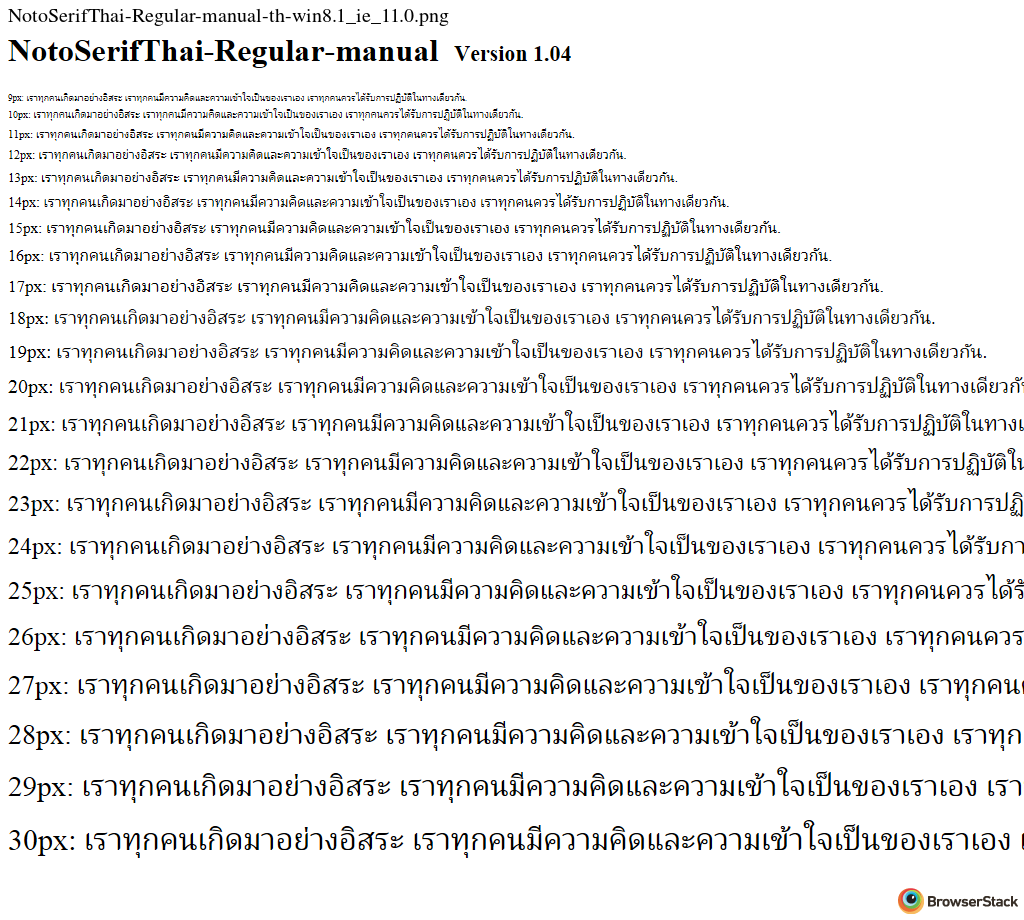 NotoSerifThai-Regular-manual-th-win8.1_ie_11.0.png
NotoSerifThai-Regular-manual Version 1.04
9px: เราทุกคนเกิดมาอย่างอิสระ เราทุกคนมีความคิดและความเข้าใจเป็นของเราเอง เราทุกคนควรได้รับการปฏิบัติในทางเดียวกัน.
10px: เราทุกคนเกิดมาอย่างอิสระ เราทุกคนมีความคิดและความเข้าใจเป็นของเราเอง เราทุกคนควรได้รับการปฏิบัติในทางเดียวกัน.
11px: เราทุกคนเกิดมาอย่างอิสระ เราทุกคนมีความคิดและความเข้าใจเป็นของเราเอง เราทุกคนควรได้รับการปฏิบัติในทางเดียวกัน.
12px: เราทุกคนเกิดมาอย่างอิสระ เราทุกคนมีความคิดและความเข้าใจเป็นของเราเอง เราทุกคนควรได้รับการปฏิบัติในทางเดียวกัน.
13px: เราทุกคนเกิดมาอย่างอิสระ เราทุกคนมีความคิดและความเข้าใจเป็นของเราเอง เราทุกคนควรได้รับการปฏิบัติในทางเดียวกัน.
14px: เราทุกคนเกิดมาอย่างอิสระ เราทุกคนมีความคิดและความเข้าใจเป็นของเราเอง เราทุกคนควรได้รับการปฏิบัติในทางเดียวกัน.
15px: เราทุกคนเกิดมาอย่างอิสระ เราทุกคนมีความคิดและความเข้าใจเป็นของเราเอง เราทุกคนควรได้รับการปฏิบัติในทางเดียวกัน.
16px: เราทุกคนเกิดมาอย่างอิสระ เราทุกคนมีความคิดและความเข้าใจเป็นของเราเอง เราทุกคนควรได้รับการปฏิบัติในทางเดียวกัน.
17px: เราทุกคนเกิดมาอย่างอิสระ เราทุกคนมีความคิดและความเข้าใจเป็นของเราเอง เราทุกคนควรได้รับการปฏิบัติในทางเดียวกัน.
18px: เราทุกคนเกิดมาอย่างอิสระ เราทุกคนมีความคิดและความเข้าใจเป็นของเราเอง เราทุกคนควรได้รับการปฏิบัติในทางเดียวกัน.
19px: เราทุกคนเกิดมาอย่างอิสระ เราทุกคนมีความคิดและความเข้าใจเป็นของเราเอง เราทุกคนควรได้รับการปฏิบัติในทางเดียวกัน.
20px: เราทุกคนเกิดมาอย่างอิสระ เราทุกคนมีความคิดและความเข้าใจเป็นของเราเอง เราทุกคนควรได้รับการปฏิบัติในทางเดียวกั
21px: เราทุกคนเกิดมาอย่างอิสระ เราทุกคนมีความคิดและความเข้าใจเป็นของเราเอง เราทุกคนควรได้รับการปฏิบัติในทาง
22px: เราทุกคนเกิดมาอย่างอิสระ เราทุกคนมีความคิดและความเข้าใจเป็นของเราเอง เราทุกคนควรได้รับการปฏิบัติใน
23px: เราทุกคนเกิดมาอย่างอิสระ เราทุกคนมีความคิดและความเข้าใจเป็นของเราเอง เราทุกคนควรได้รับการปฏิ
24px: เราทุกคนเกิดมาอย่างอิสระ เราทุกคนมีความคิดและความเข้าใจเป็นของเราเอง เราทุกคนควรได้รับกา
25px: เราทุกคนเกิดมาอย่างอิสระ เราทุกคนมีความคิดและความเข้าใจเป็นของเราเอง เราทุกคนควรได้รั
26px: เราทุกคนเกิดมาอย่างอิสระ เราทุกคนมีความคิดและความเข้าใจเป็นของเราเอง เราทุกคนควร
27px: เราทุกคนเกิดมาอย่างอิสระ เราทุกคนมีความคิดและความเข้าใจเป็นของเราเอง เราทุกคน
28px: เราทุกคนเกิดมาอย่างอิสระ เราทุกคนมีความคิดและความเข้าใจเป็นของเราเอง เราทุก
29px: เราทุกคนเกิดมาอย่างอิสระ เราทุกคนมีความคิดและความเข้าใจเป็นของเราเอง เรา
30px: เราทุกคนเกิดมาอย่างอิสระ เราทุกคนมีความคิดและความเข้าใจเป็นของเราเอง เ
BrowserStack